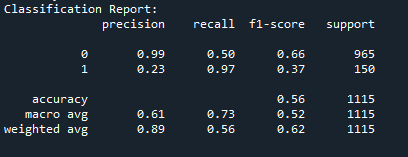 Classification Report:
precision recall f1-score support
0 0.99 0.50 0.66 965
1 0.23 0.97 0.37 150
accuracy 0.56 1115
macro avg 0.61 0.73 0.52 1115
weighted avg 0.89 0.56 0.62 1115